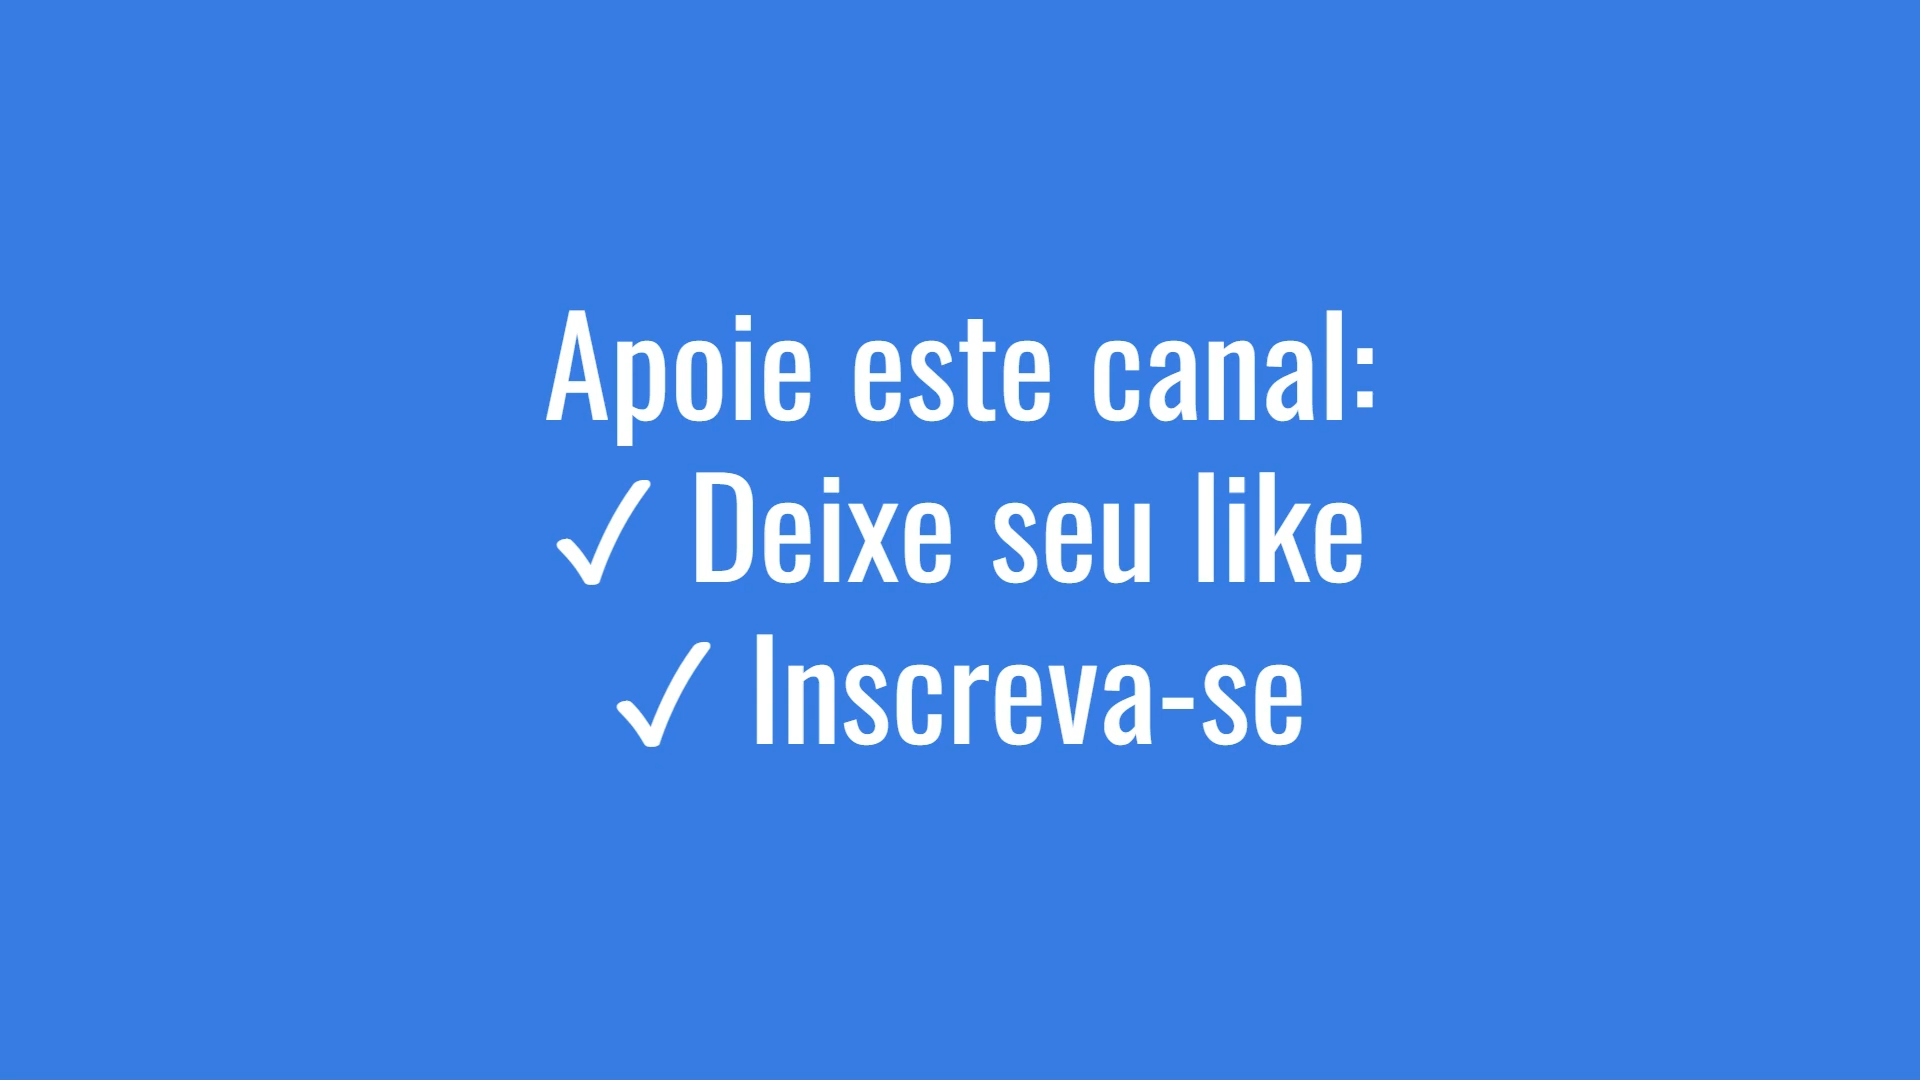 Apoie este canal:
✓ Deixe seu like
✓ Inscreva-se